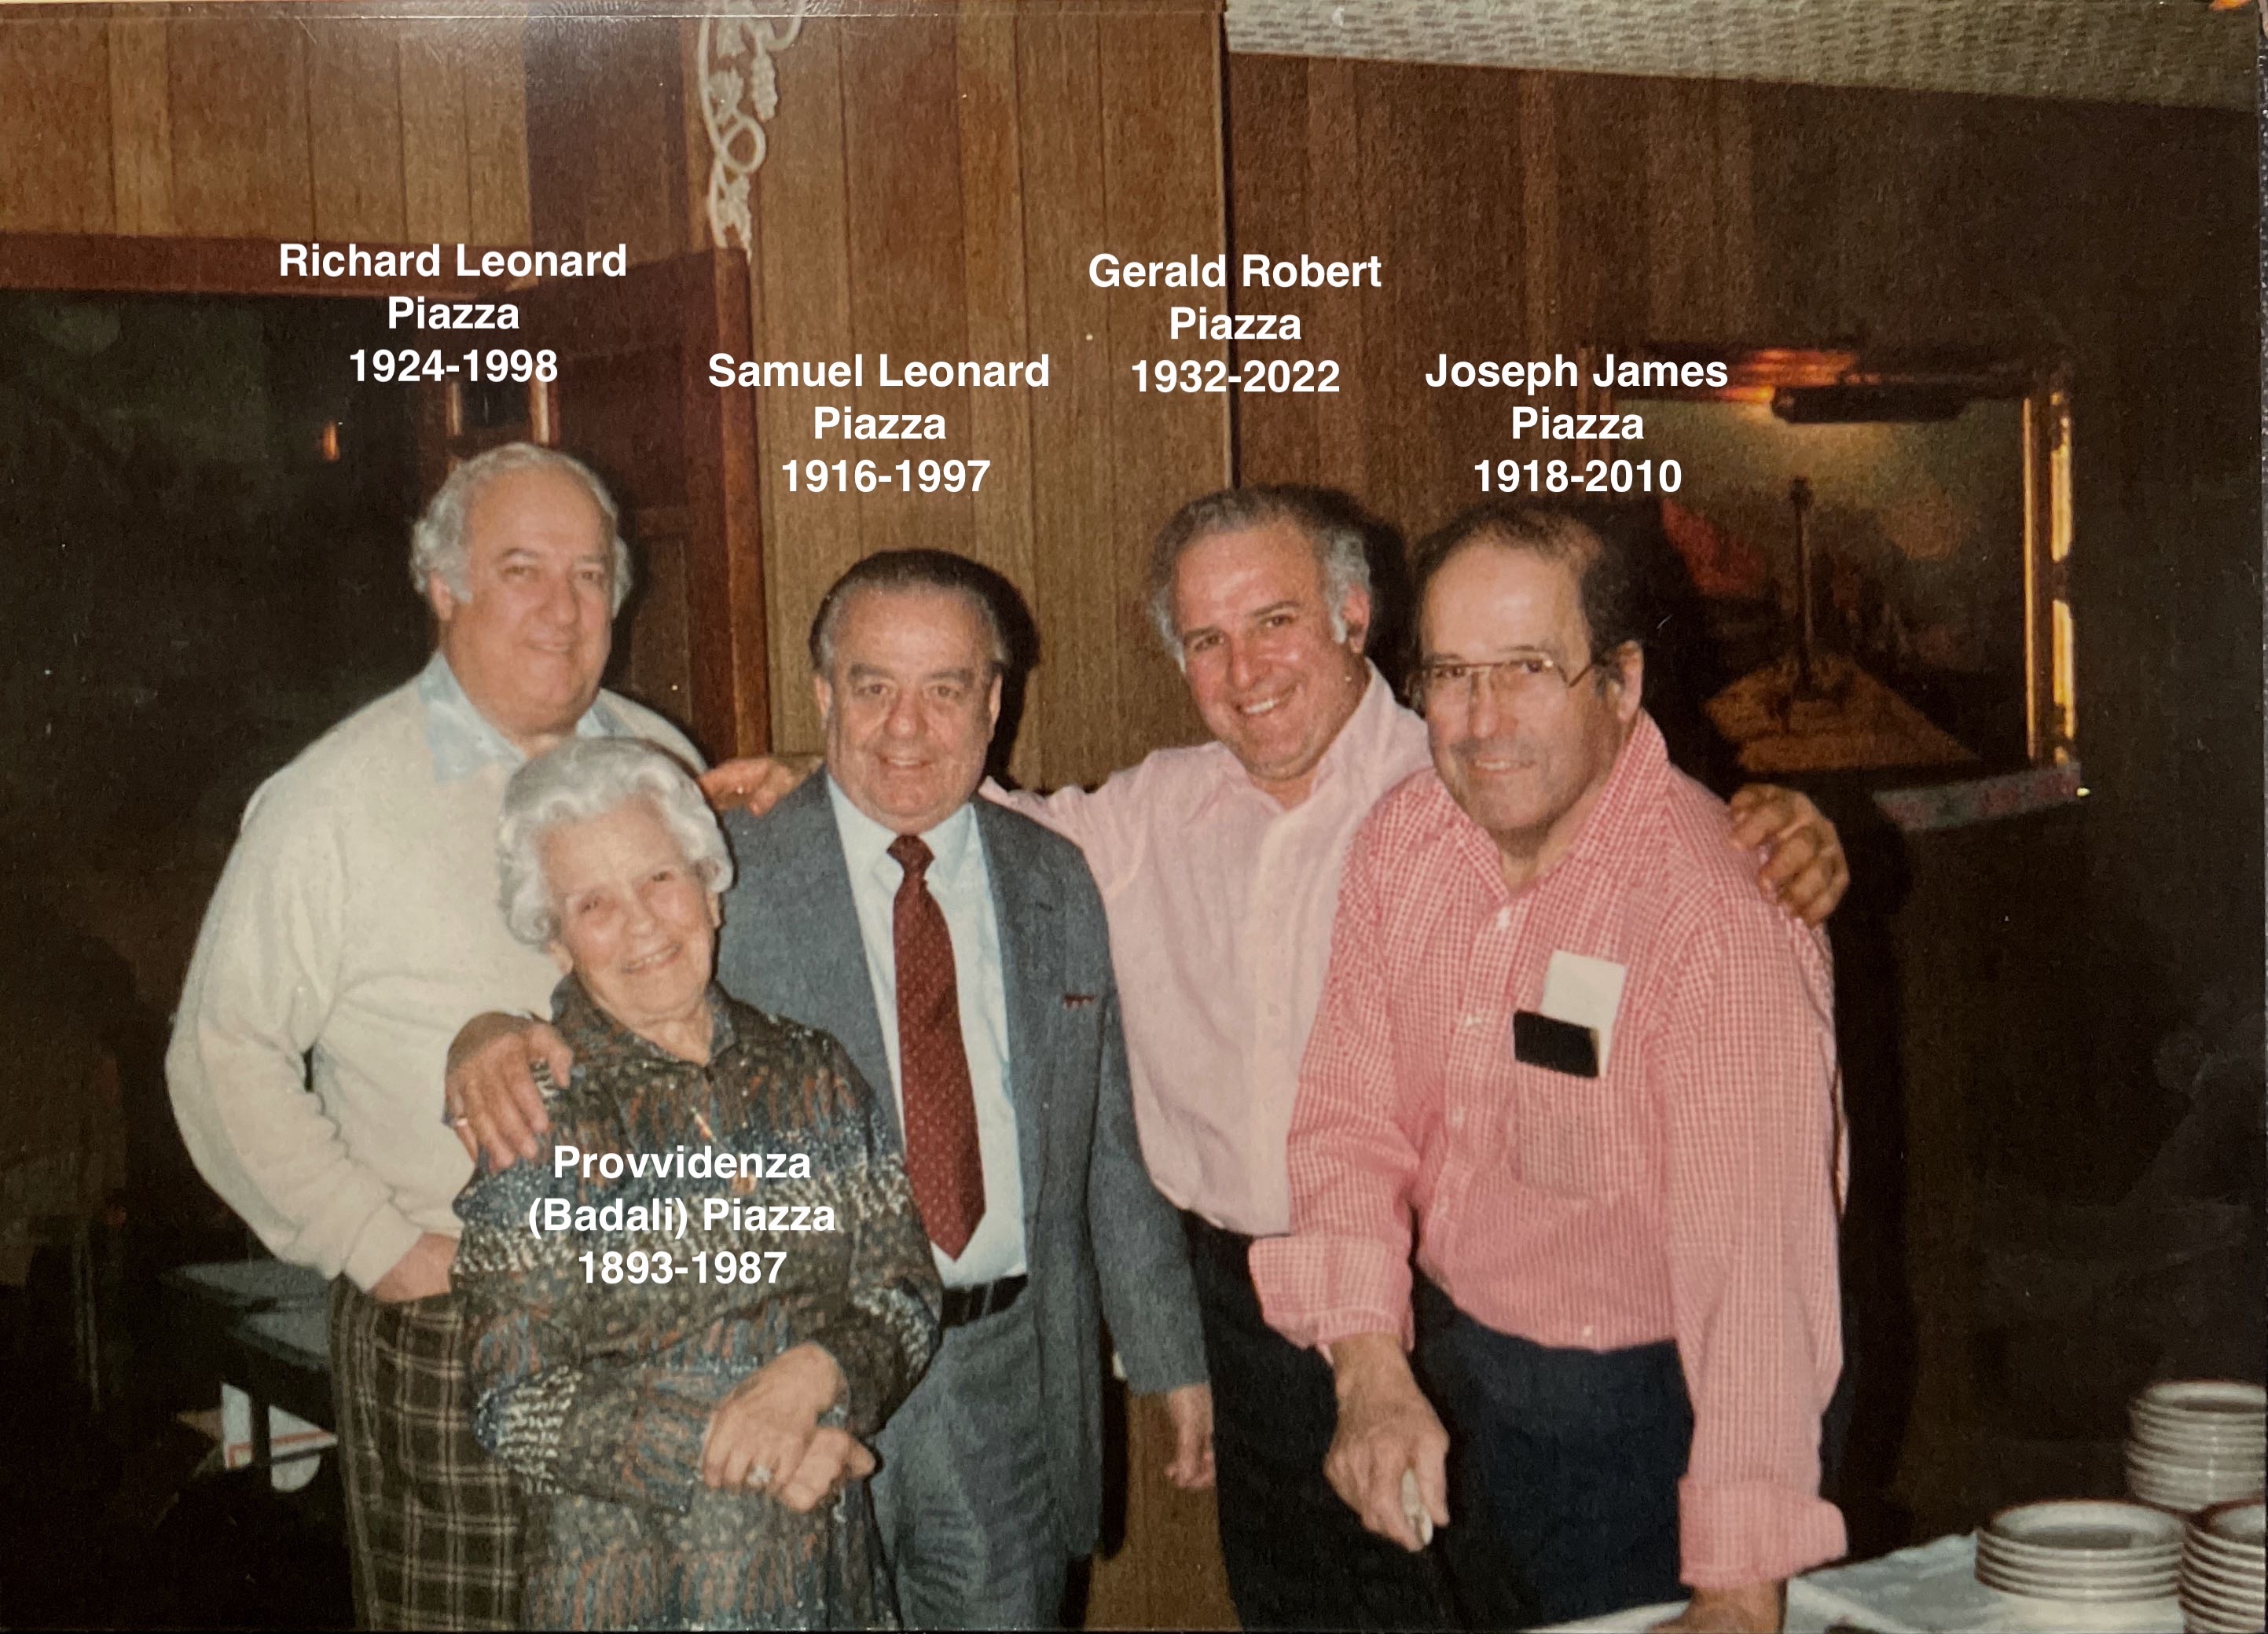 Richard Leonard
Piazza
1924-1998
Samuel Leonard
Piazza
1916-1997
Gerald Robert
Piazza
1932-2022
Joseph James
Piazza
1918-2010
Provvidenza
(Badali) Piazza
1893-1987